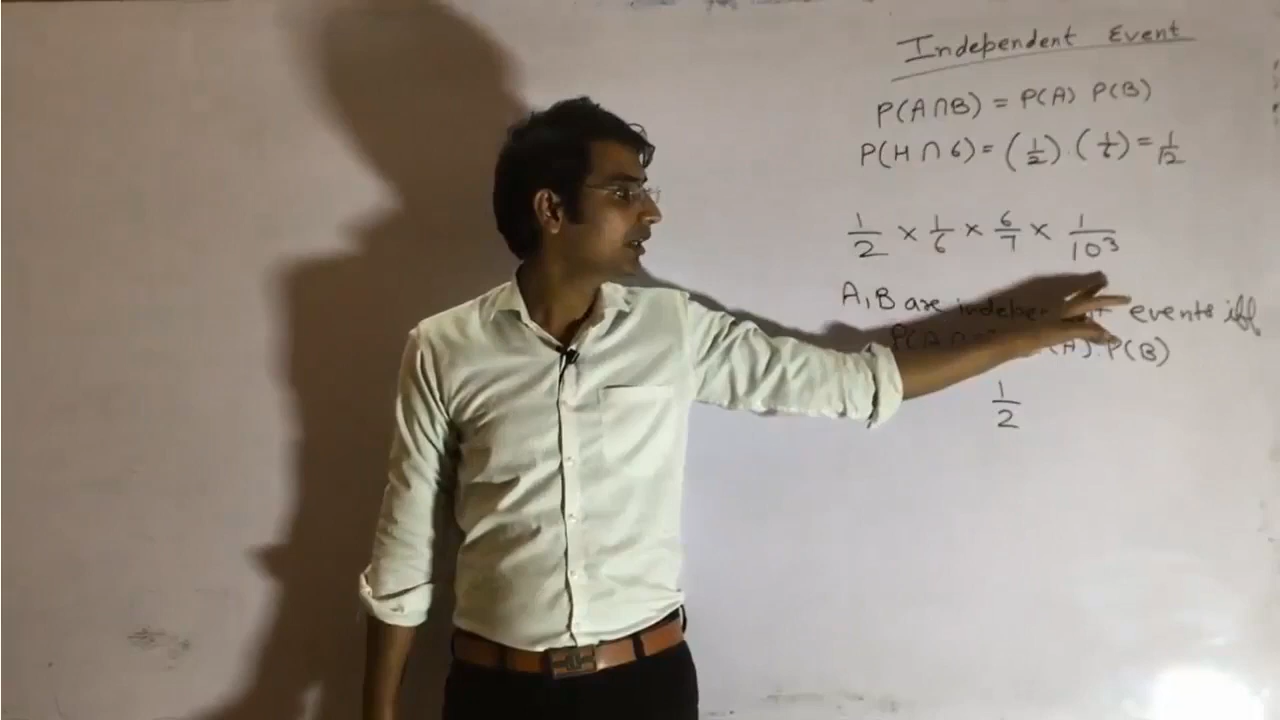 Independent Event
P(A∩B) = P(A) P(B)
P(H∩6) = (1/2).(1/6) = 1/12
1/2 × 1/6 × 6/7 × 1/10³
A, B are events iff
P(A∩ (A).P(B)
1/2